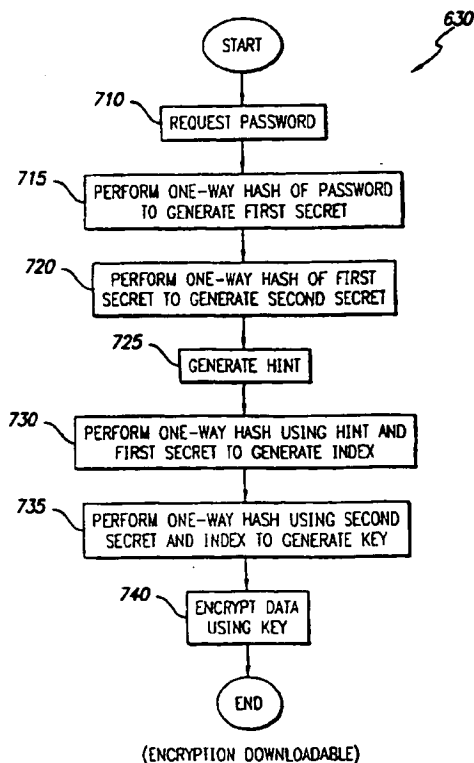 630
START
710
REQUEST PASSWORD
715
PERFORM ONE-WAY HASH OF PASSWORD
TO GENERATE FIRST SECRET
720
PERFORM ONE-WAY HASH OF FIRST
SECRET TO GENERATE SECOND SECRET
725
GENERATE HINT
730
PERFORM ONE-WAY HASH USING HINT AND
FIRST SECRET TO GENERATE INDEX
735
PERFORM ONE-WAY HASH USING SECOND
SECRET AND INDEX TO GENERATE KEY
740
ENCRYPT DATA
USING KEY
END
(ENCRYPTION DOWNLOADABLE)